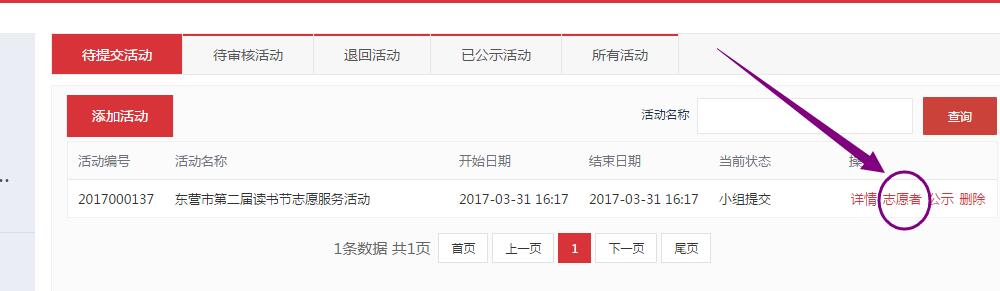 待提交活动 待审核活动 退回活动 已公示活动 所有活动
添加活动 活动名称 查询
活动编号 活动名称 开始日期 结束日期 当前状态
2017000137 东营市第二届读书节志愿服务活动 2017-03-31 16:17 2017-03-31 16:17 小组提交 详情 志愿者 公示 删除
1条数据 共1页 首页 上一页 1 下一页 尾页